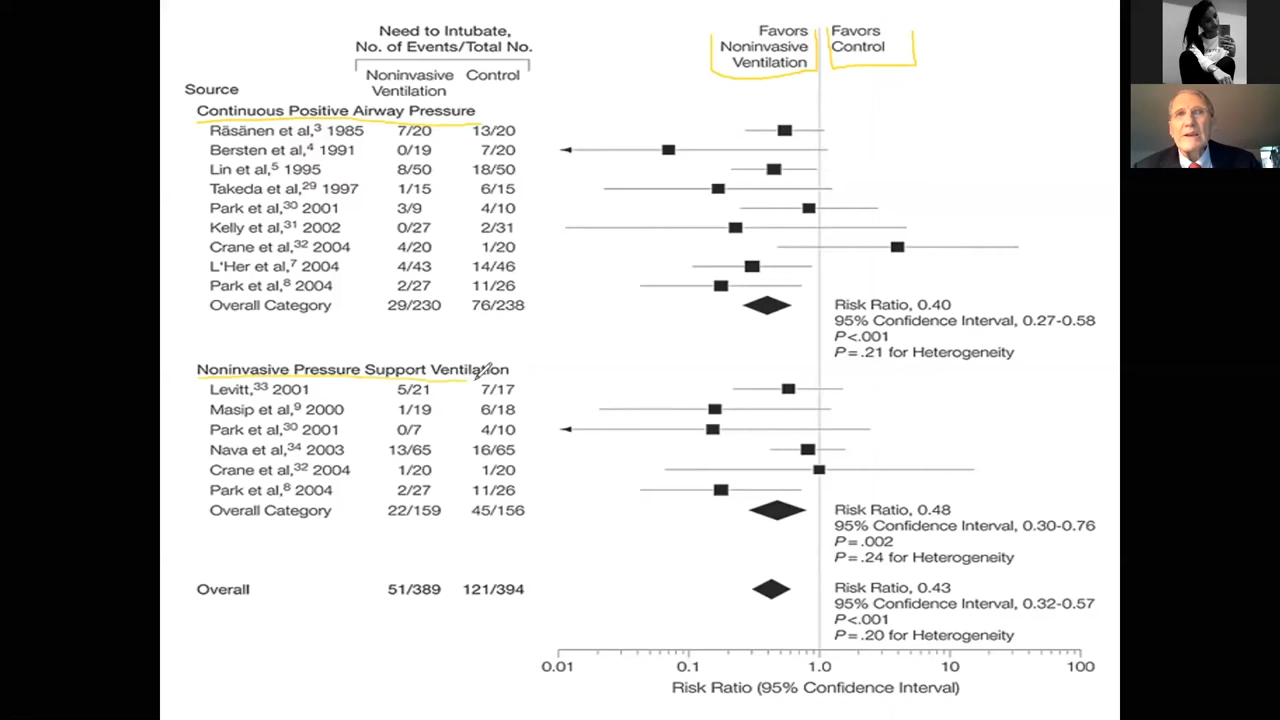 Need to Intubate,
No. of Events/Total No.
Favors
Noninvasive
Ventilation
Favors
Control
Source
Noninvasive
Ventilation
Control
Continuous Positive Airway Pressure
Räsänen et al,3 1985 7/20 13/20
Bersten et al,4 1991 0/19 7/20
Lin et al,5 1995 8/50 18/50
Takeda et al,29 1997 1/15 6/15
Park et al,30 2001 3/9 4/10
Kelly et al,31 2002 0/27 2/31
Crane et al,32 2004 4/20 1/20
L'Her et al,7 2004 4/43 14/46
Park et al,8 2004 2/27 11/26
Overall Category 29/230 76/238
Risk Ratio, 0.40
95% Confidence Interval, 0.27-0.58
P<.001
P=.21 for Heterogeneity
Noninvasive Pressure Support Ventilation
Levitt,33 2001 5/21 7/17
Masip et al,9 2000 1/19 6/18
Park et al,30 2001 0/7 4/10
Nava et al,34 2003 13/65 16/65
Crane et al,32 2004 1/20 1/20
Park et al,8 2004 2/27 11/26
Overall Category 22/159 45/156
Risk Ratio, 0.48
95% Confidence Interval, 0.30-0.76
P=.002
P=.24 for Heterogeneity
Overall 51/389 121/394
Risk Ratio, 0.43
95% Confidence Interval, 0.32-0.57
P<.001
P=.20 for Heterogeneity
0.01 0.1 1.0 10 100
Risk Ratio (95% Confidence Interval)